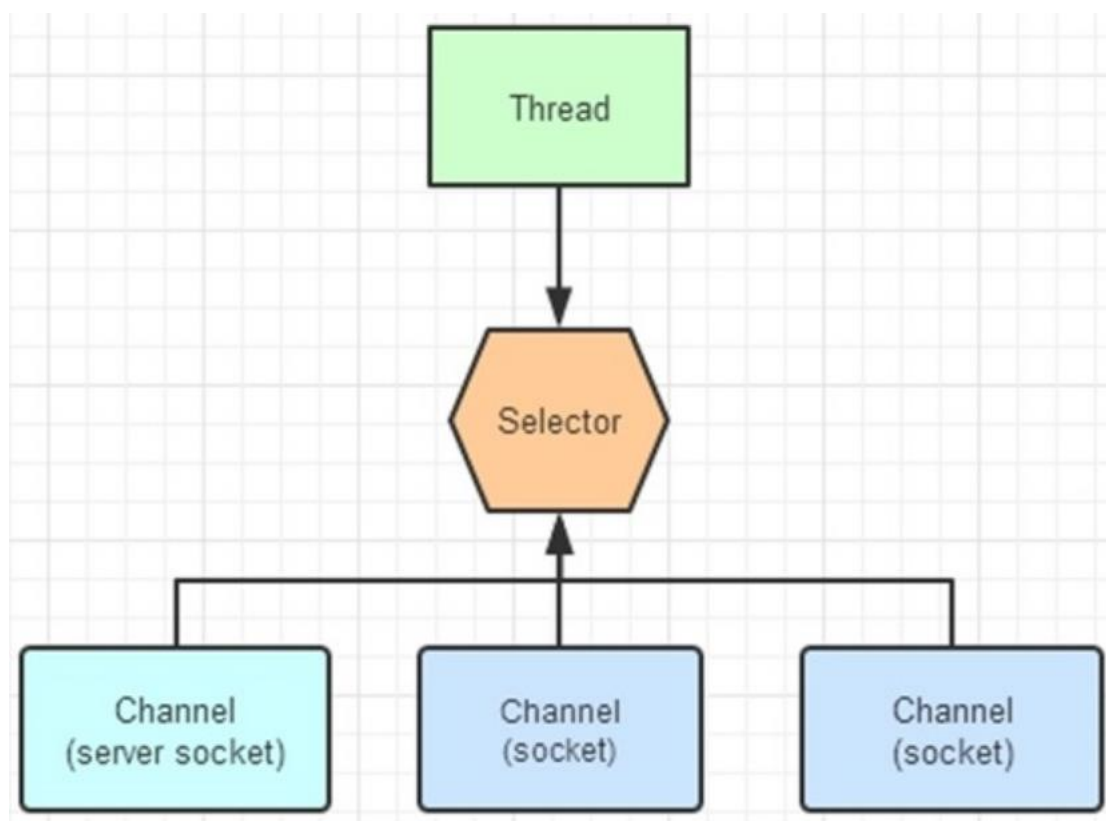 Thread
Selector
Channel
(server socket)
Channel
(socket)
Channel
(socket)